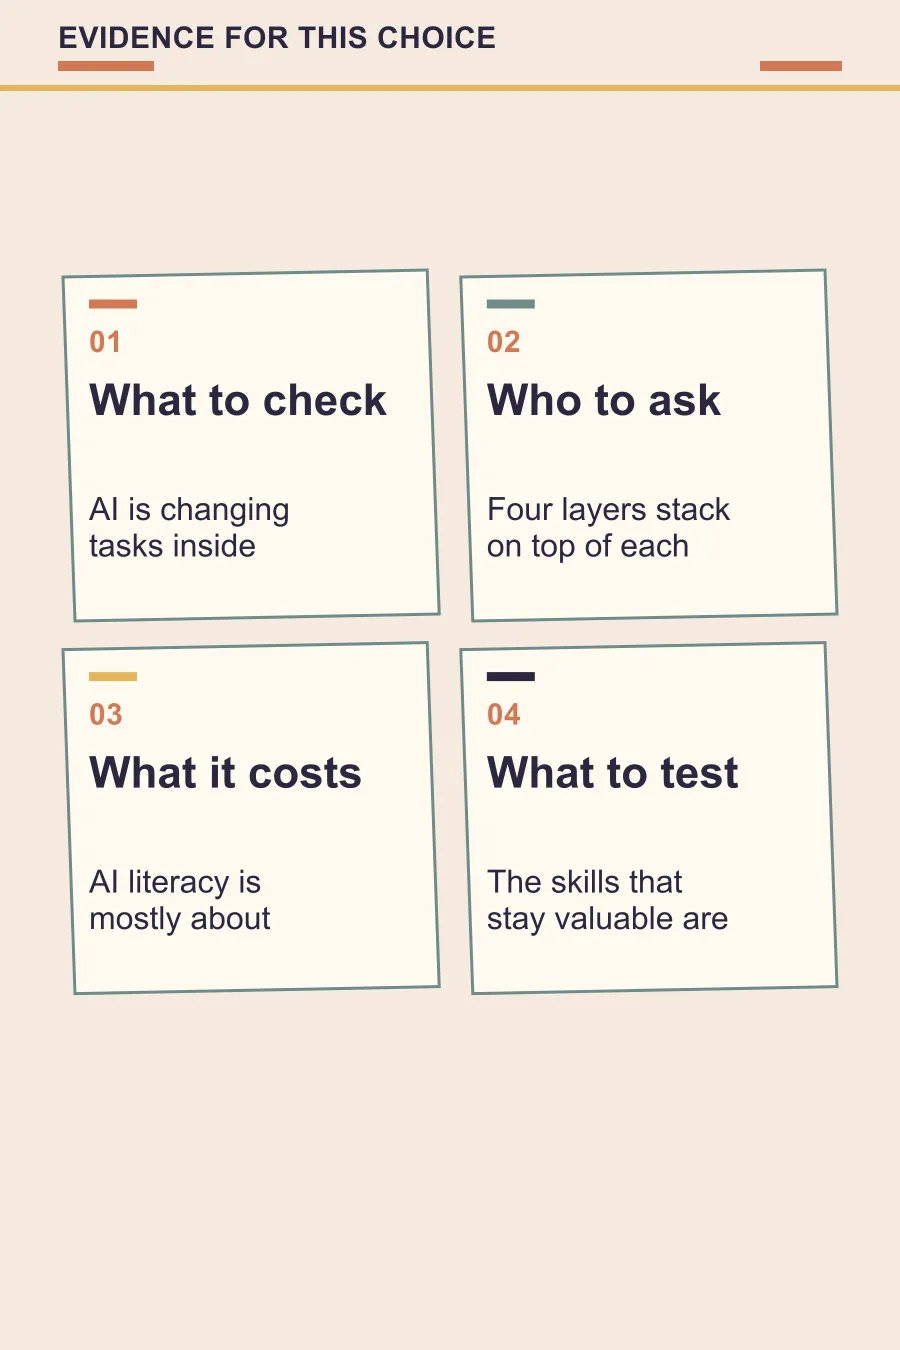 EVIDENCE FOR THIS CHOICE
01
What to check
AI is changing
tasks inside
02
Who to ask
Four layers stack
on top of each
03
What it costs
AI literacy is
mostly about
04
What to test
The skills that
stay valuable are